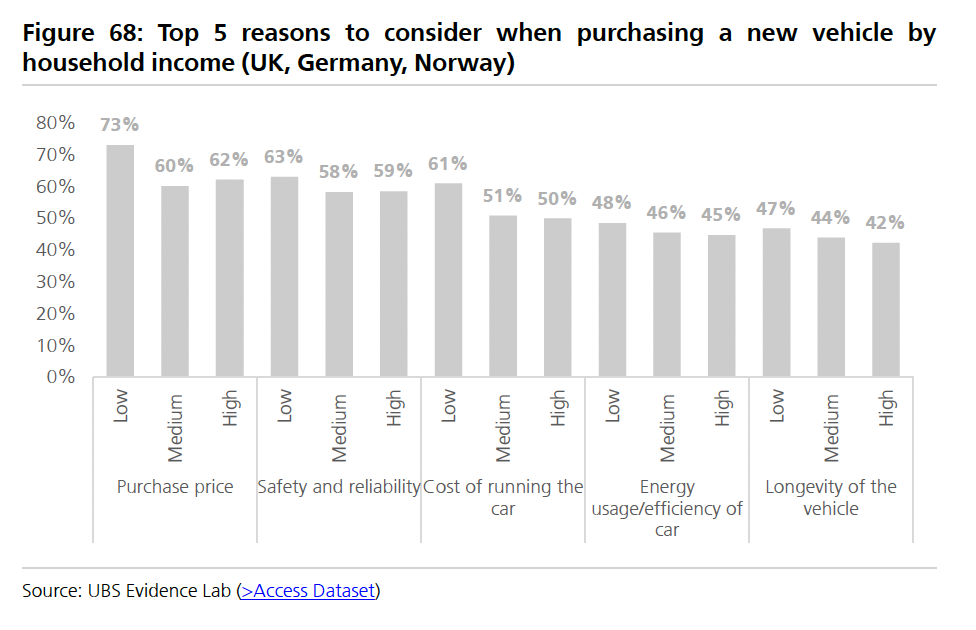 Figure 68: Top 5 reasons to consider when purchasing a new vehicle by
household income (UK, Germany, Norway)
80%
70%
60%
50%
40%
30%
20%
10%
0%
73%
60%
62%
63%
58%
59%
61%
51%
50%
48%
46%
45%
47%
44%
42%
Low
Medium
High
Low
Medium
High
Low
Medium
High
Low
Medium
High
Low
Medium
High
Purchase price
Safety and reliability
Cost of running the
car
Energy
usage/efficiency of
car
Longevity of the
vehicle
Source: UBS Evidence Lab (>Access Dataset)